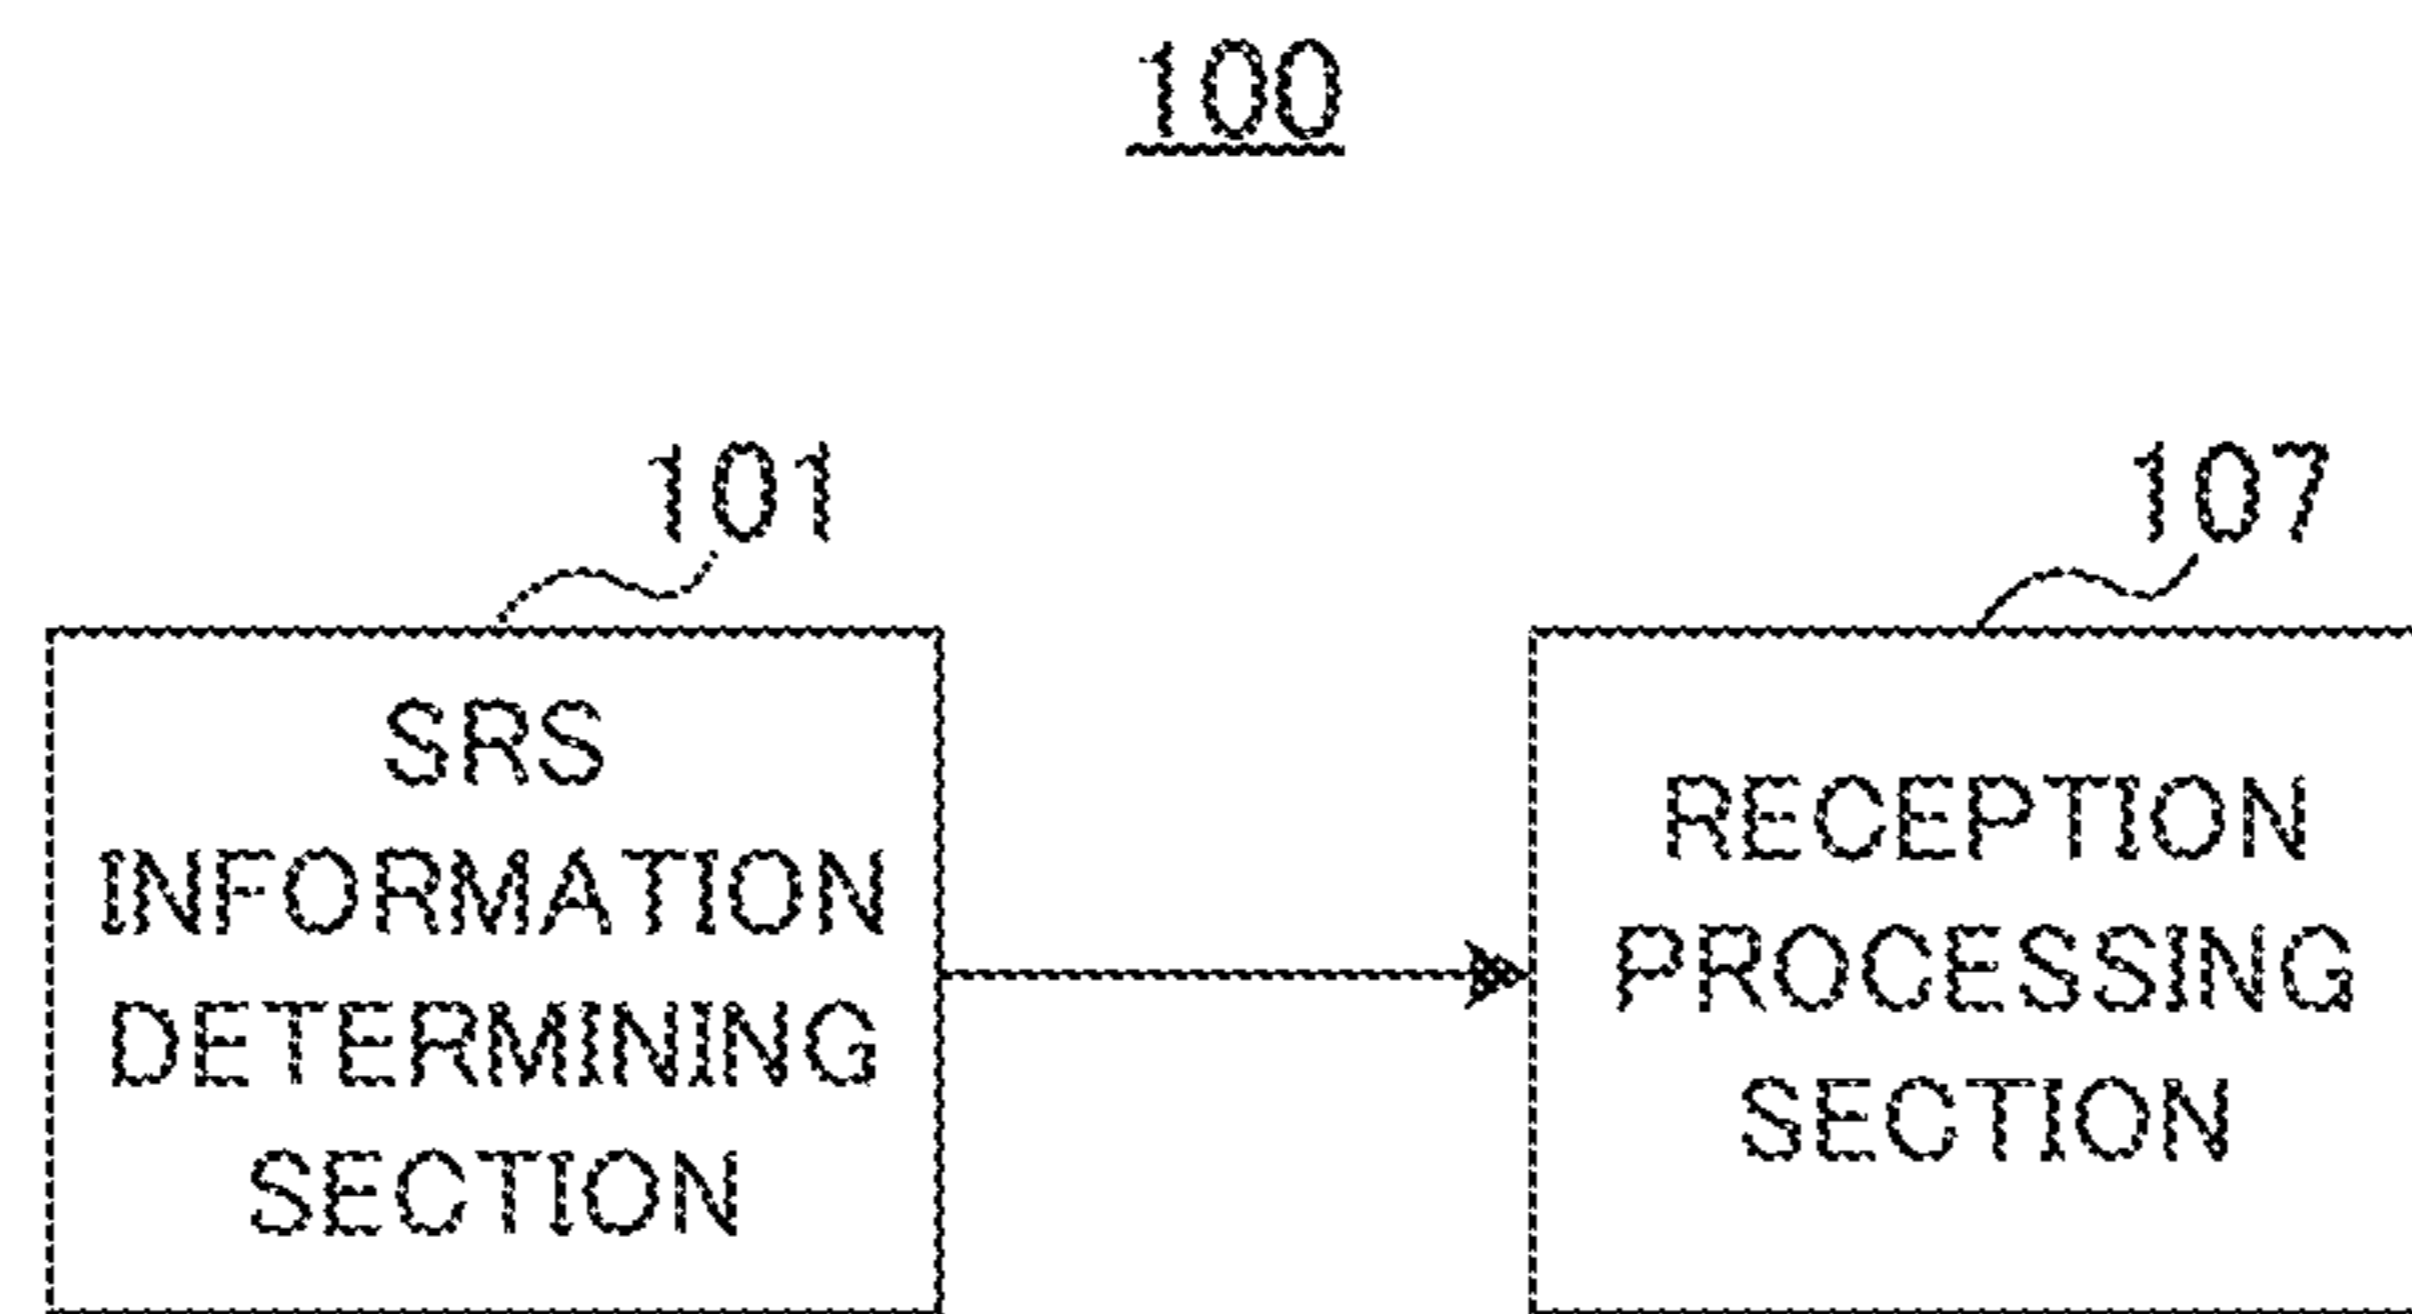 100
101
SRS
INFORMATION
DETERMINING
SECTION
107
RECEPTION
PROCESSING
SECTION